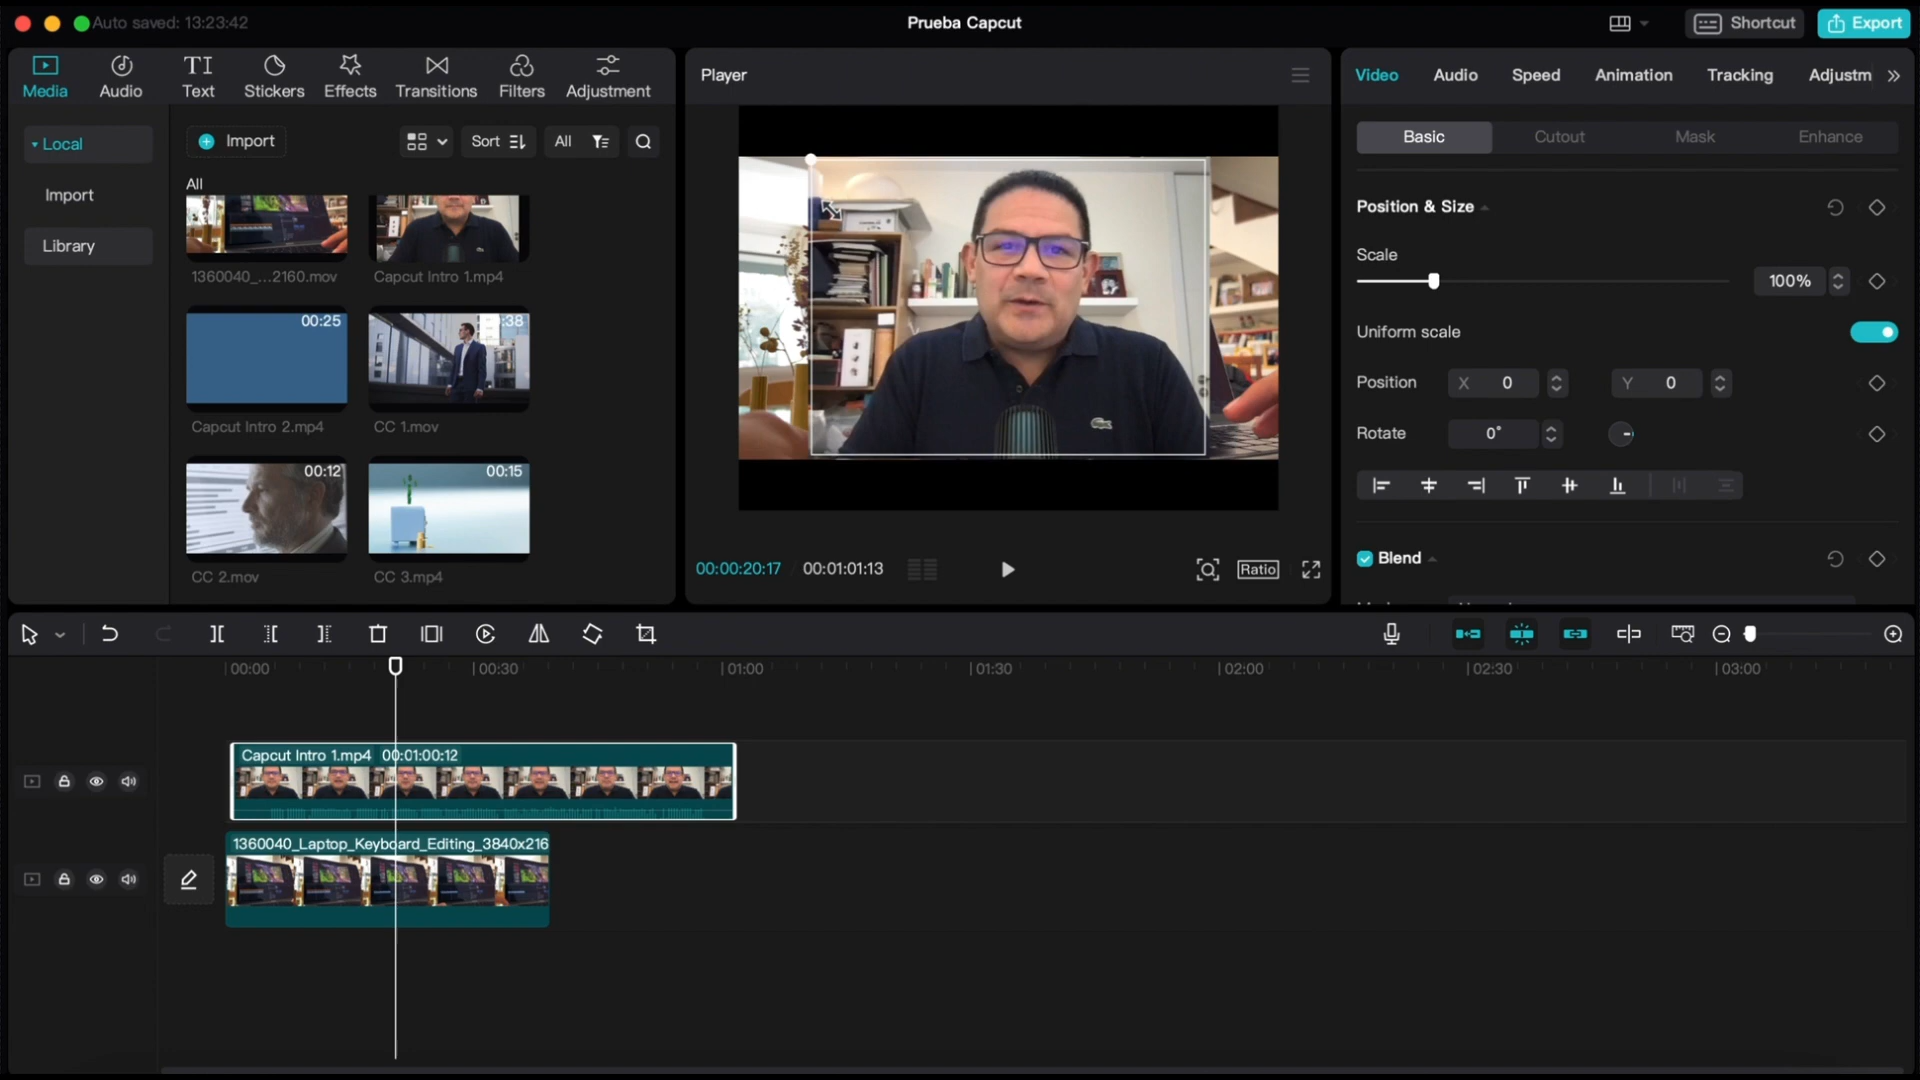 Auto saved: 13:23:42
Prueba Capcut
Shortcut
Export
Media
Audio
TI
Text
Stickers
Effects
Transitions
Filters
Adjustment
Local
Import
Library
Import
Sort
All
All
1360040_...2160.mov
Capcut Intro 1.mp4
00:25
Capcut Intro 2.mp4
:38
CC 1.mov
00:12
CC 2.mov
00:15
CC 3.mp4
Player
00:00:20:17
00:01:01:13
Ratio
Video
Audio
Speed
Animation
Tracking
Adjustm
Basic
Cutout
Mask
Enhance
Position & Size
Scale
100%
Uniform scale
Position
X 0
Y 0
Rotate
0°
Blend
00:00
00:30
01:00
01:30
02:00
02:30
03:00
Capcut Intro 1.mp4 00:01:00:12
1360040_Laptop_Keyboard_Editing_3840x216